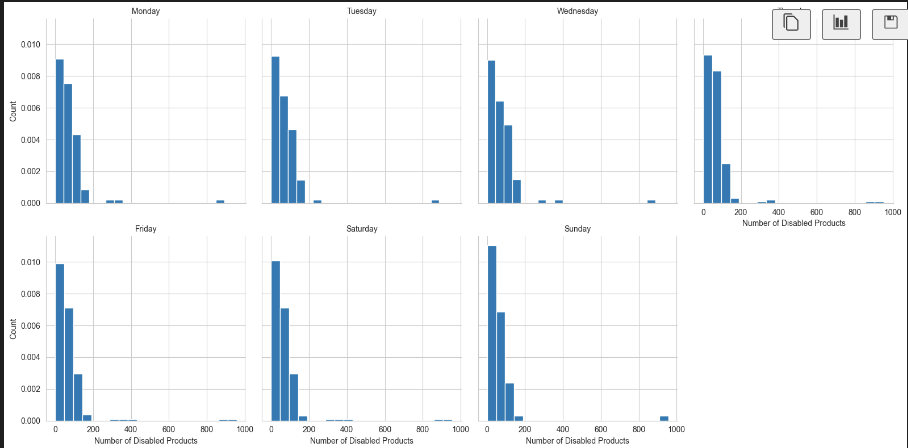 Monday
Tuesday
Wednesday
0.010
0.008
0.006
0.004
0.002
0.000
Count
0 200 400 600 800 1000
Number of Disabled Products
Friday
Saturday
Sunday
0.010
0.008
0.006
0.004
0.002
0.000
Count
0 200 400 600 800 1000
0 200 400 600 800 1000
0 200 400 600 800 1000
Number of Disabled Products
Number of Disabled Products
Number of Disabled Products